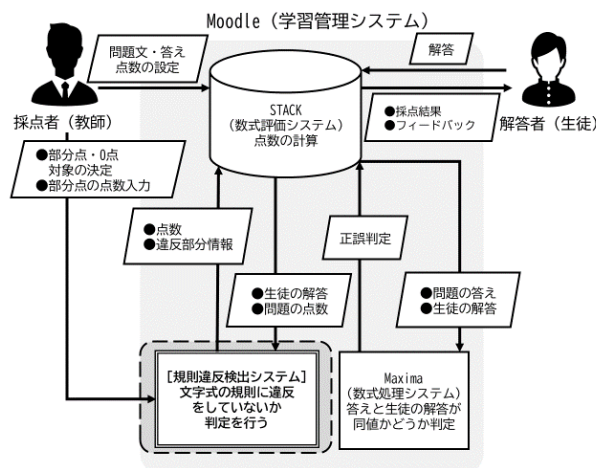 Moodle（学習管理システム）
問題文・答え
点数の設定
解答
採点者（教師）
STACK
（数式評価システム）
点数の計算
●採点結果
●フィードバック
解答者（生徒）
●部分点・0点
対象の決定
●部分点の点数入力
●点数
●違反部分情報
正誤判定
●生徒の解答
●問題の点数
●問題の答え
●生徒の解答
［規則違反検出システム］
文字式の規則に違反
をしていないか
判定を行う
Maxima
（数式処理システム）
答えと生徒の解答が
同値かどうか判定